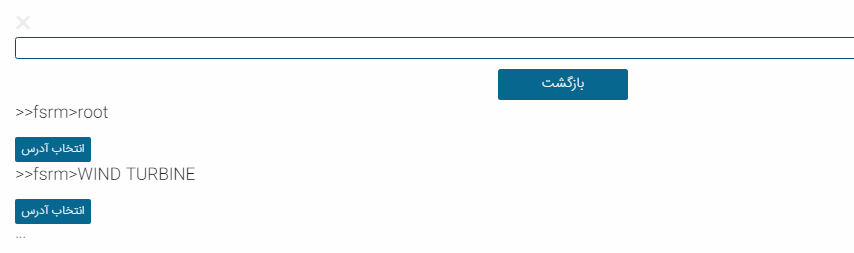 ×
بازگشت
>>fsrm>root
انتخاب آدرس
>>fsrm>WIND TURBINE
انتخاب آدرس
...